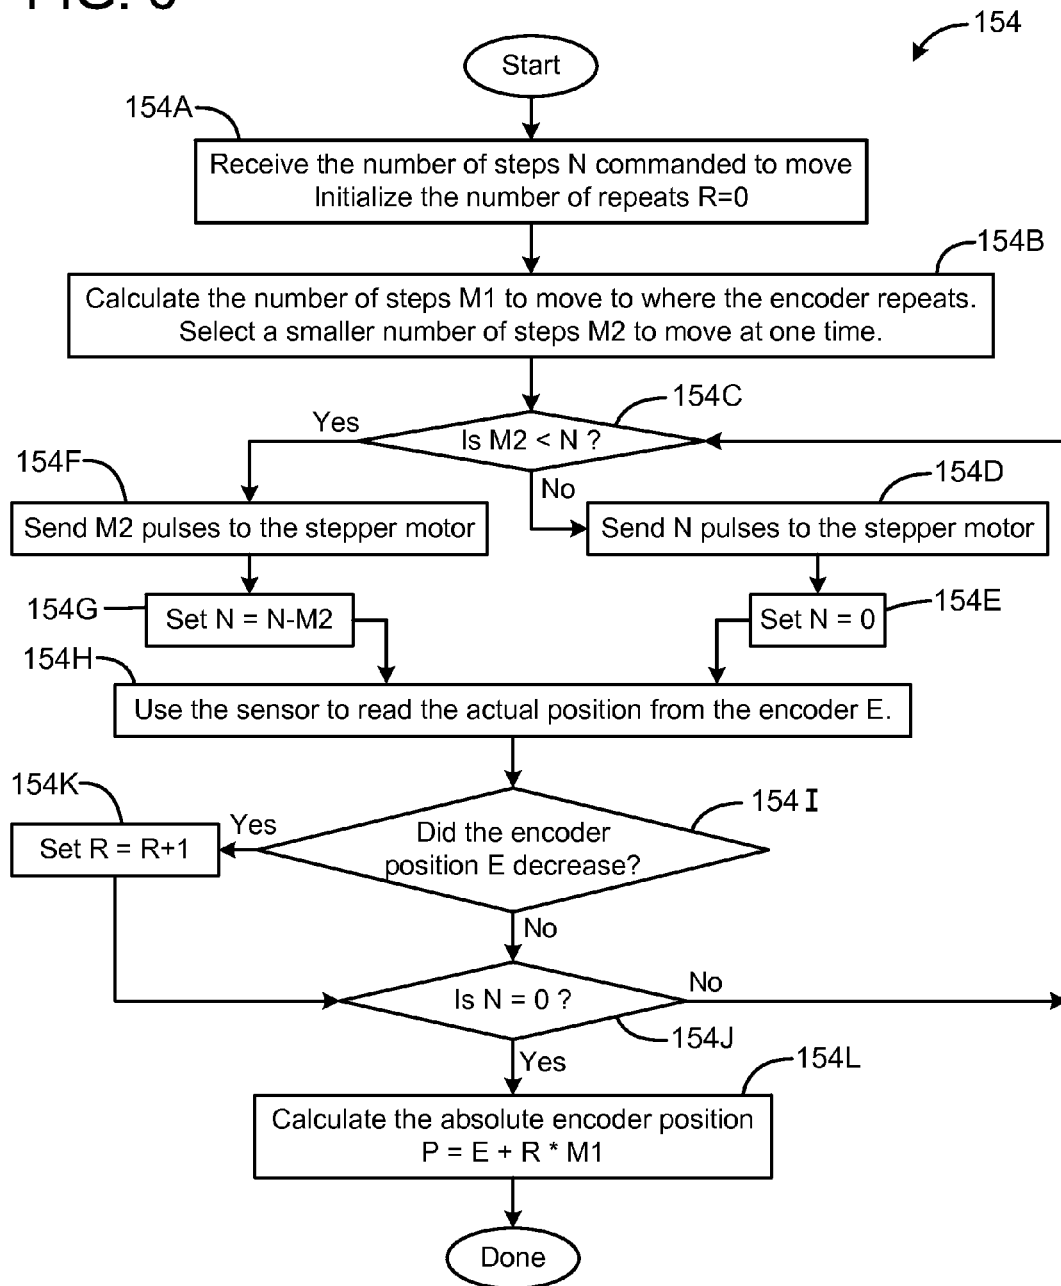 154
Start
154A
Receive the number of steps N commanded to move
Initialize the number of repeats R=0
154B
Calculate the number of steps M1 to move to where the encoder repeats.
Select a smaller number of steps M2 to move at one time.
154C
Yes
Is M2 < N ?
154F
No
154D
Send M2 pulses to the stepper motor
Send N pulses to the stepper motor
154G
Set N = N-M2
Set N = 0
154E
154H
Use the sensor to read the actual position from the encoder E.
154K
154I
Yes
Set R = R+1
Did the encoder
position E decrease?
No
Is N = 0 ?
No
154J
Yes
154L
Calculate the absolute encoder position
P = E + R * M1
Done